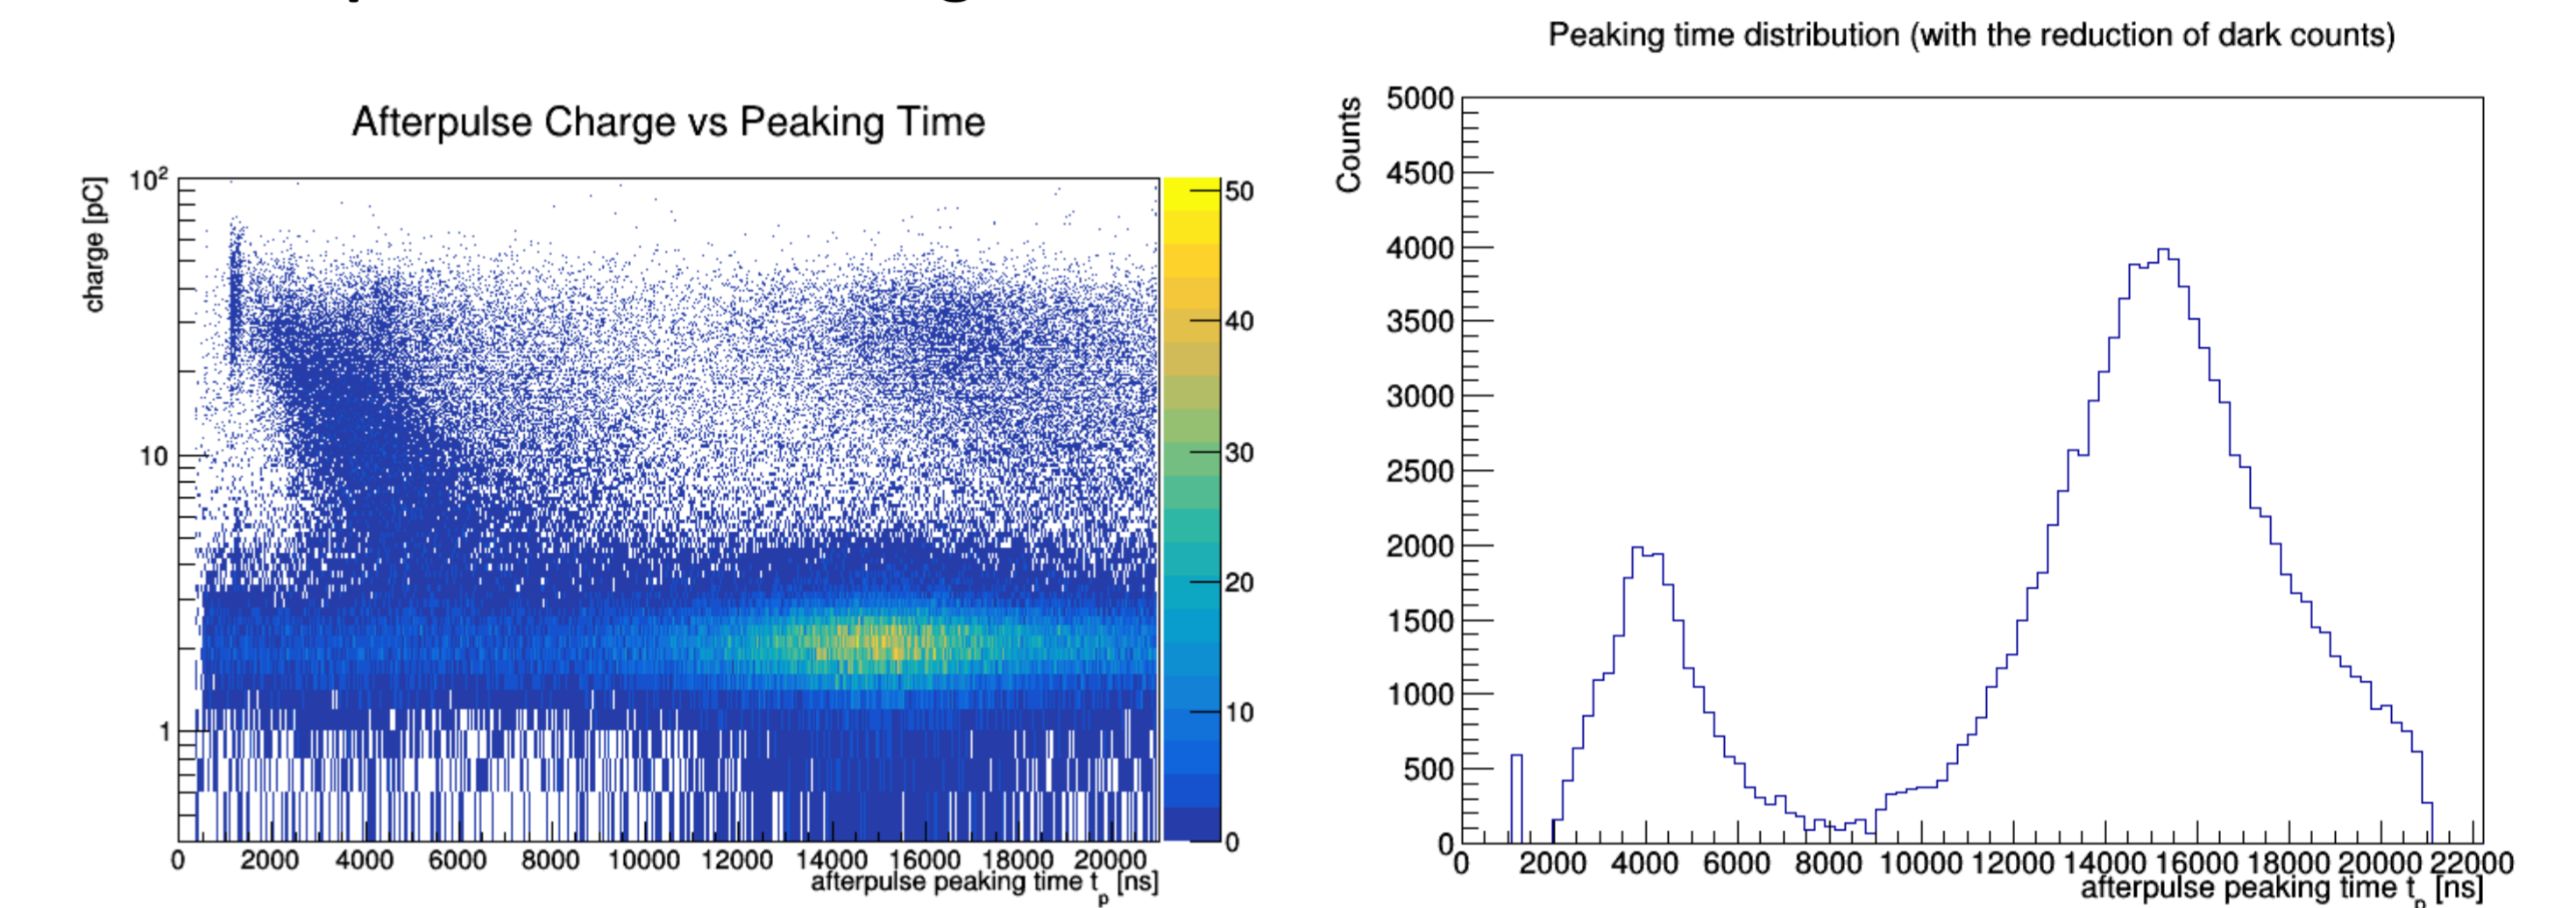 Afterpulse Charge vs Peaking Time
charge [pC]
10²
10
1
0 2000 4000 6000 8000 10000 12000 14000 16000 18000 20000
afterpulse peaking time tₚ [ns]
50
40
30
20
10
0
Peaking time distribution (with the reduction of dark counts)
Counts
5000
4500
4000
3500
3000
2500
2000
1500
1000
500
0
0 2000 4000 6000 8000 10000 12000 14000 16000 18000 20000 22000
afterpulse peaking time tₚ [ns]